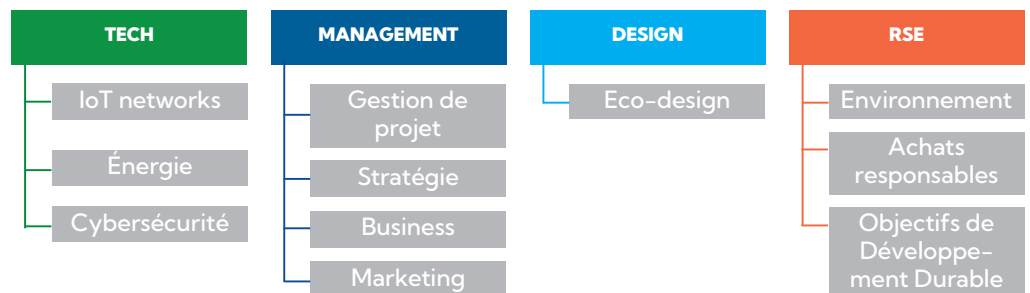 TECH
IoT networks
Énergie
Cybersécurité
MANAGEMENT
Gestion de
projet
Stratégie
Business
Marketing
DESIGN
Eco-design
RSE
Environnement
Achats
responsables
Objectifs de
Développe-
ment Durable